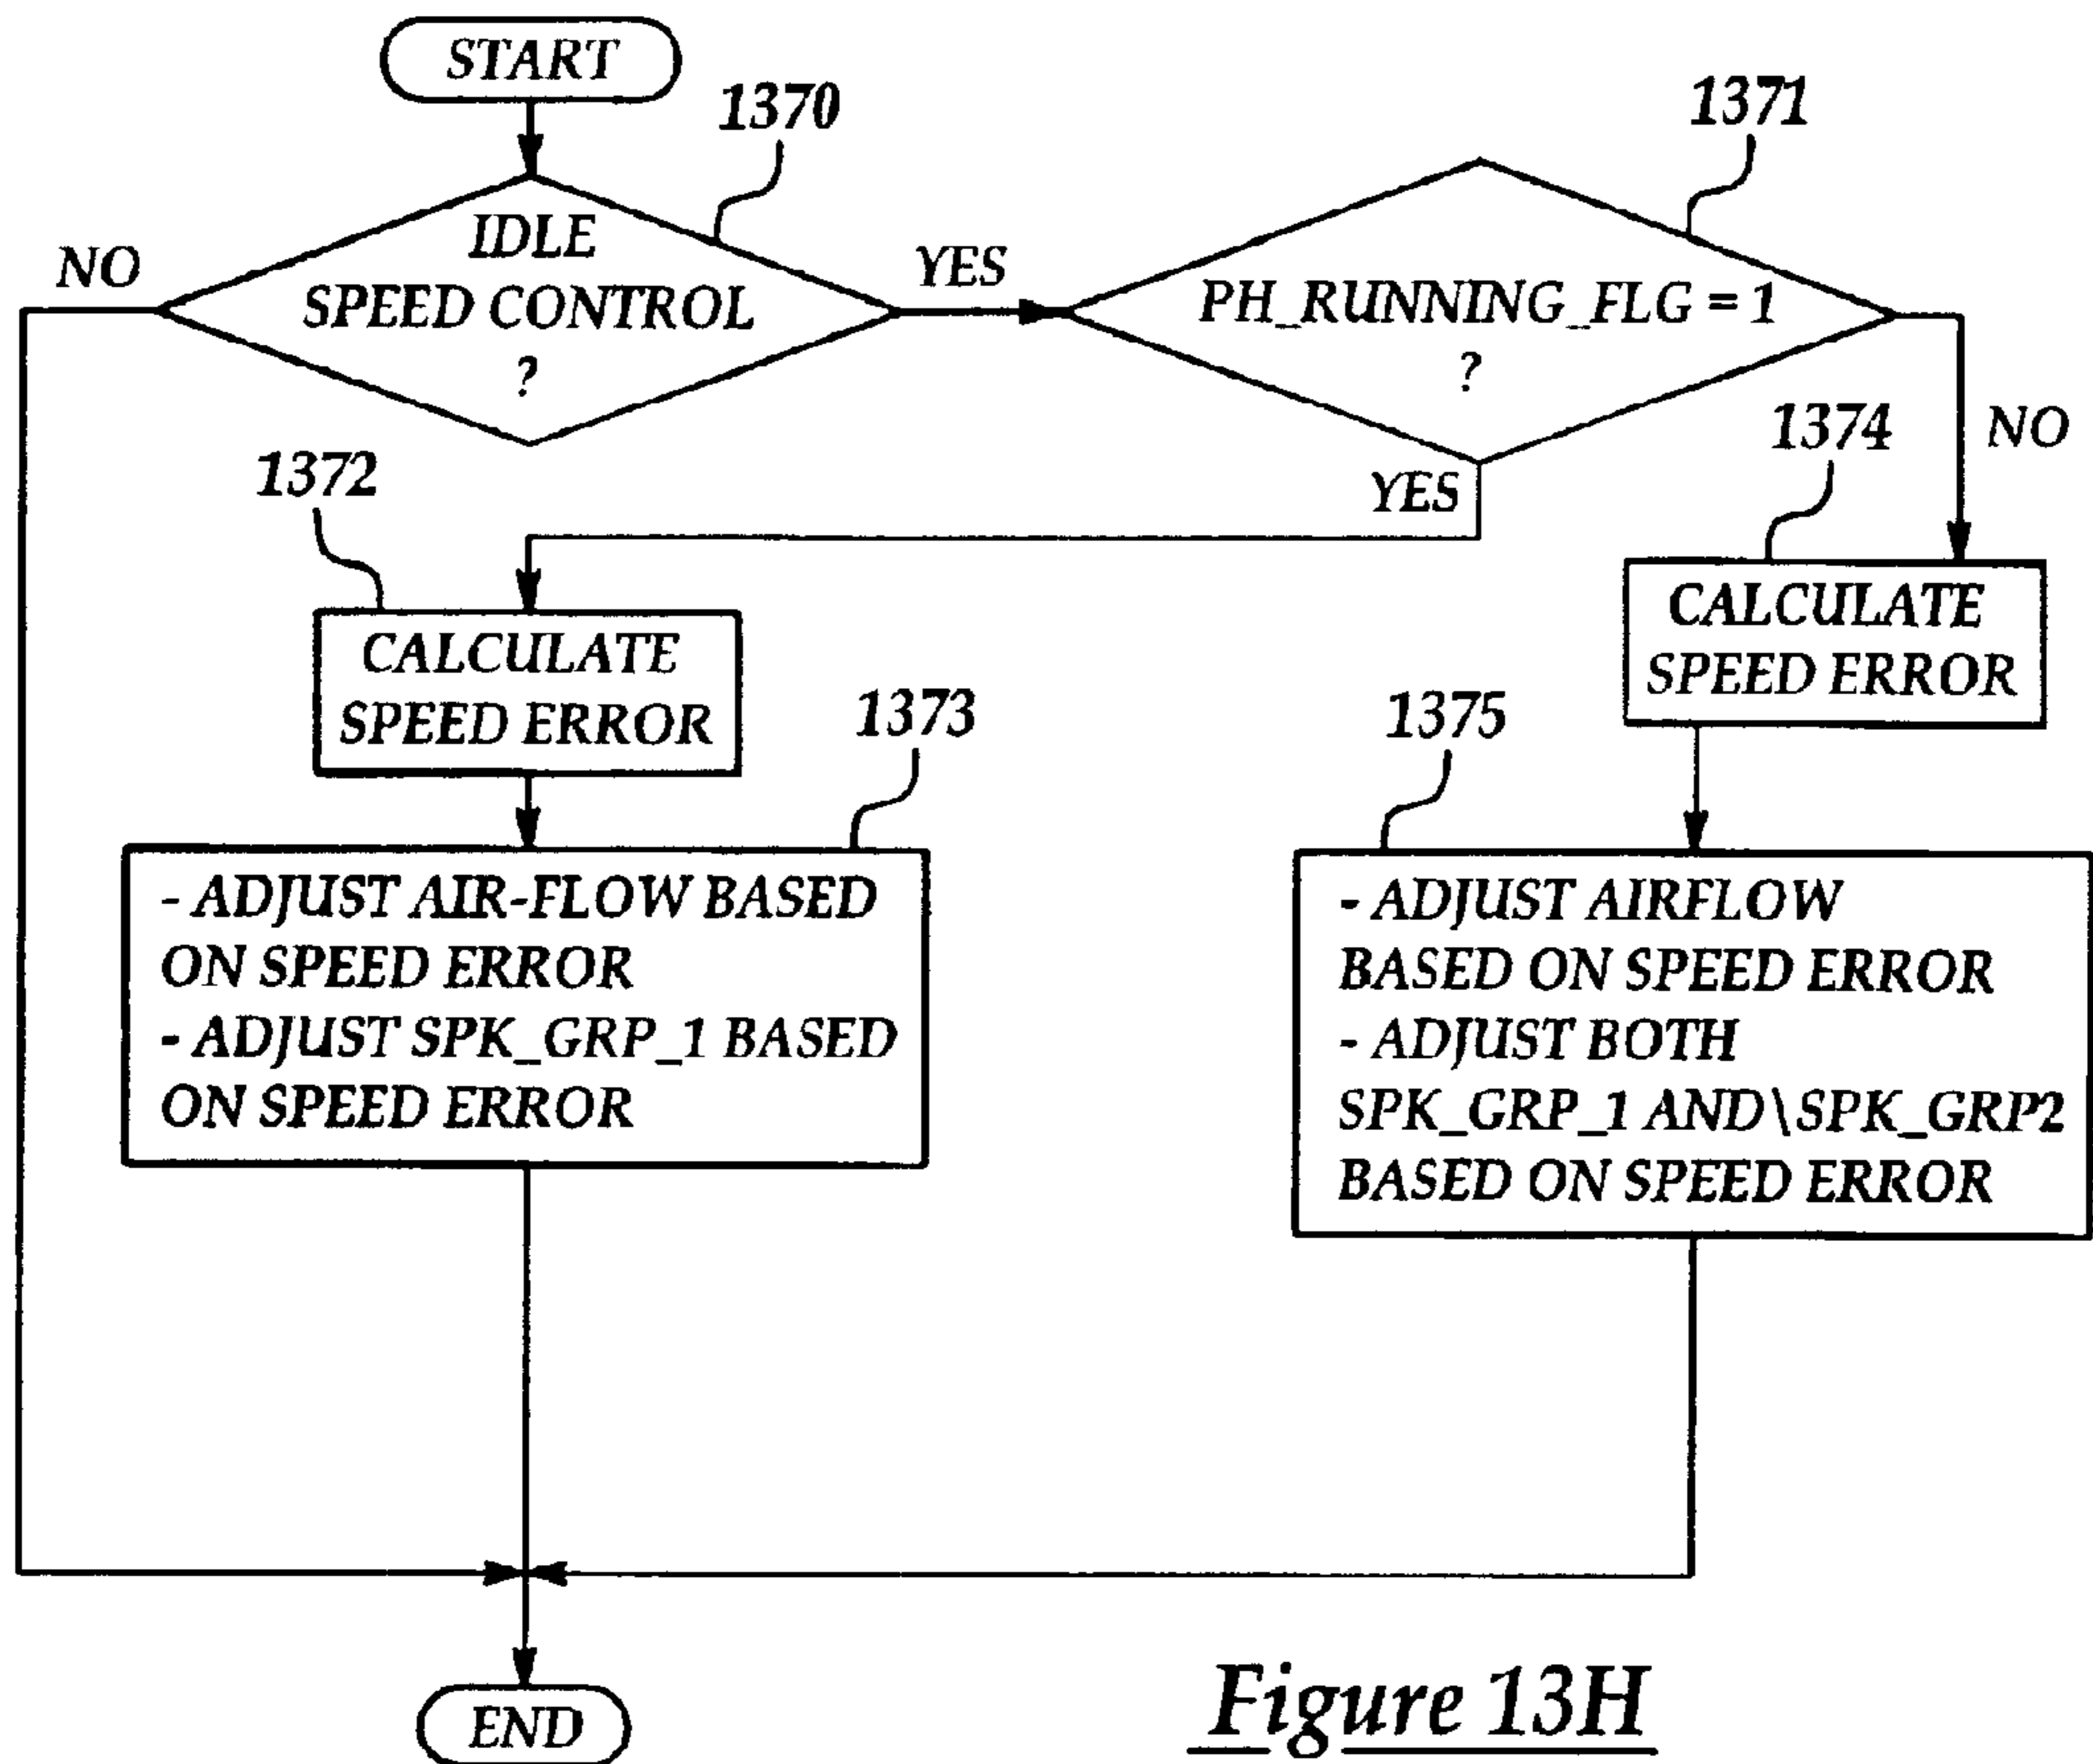 START
1370
IDLE
SPEED CONTROL
?
NO
YES
1371
PH_RUNNING_FLG = 1
?
YES
NO
1372
CALCULATE
SPEED ERROR
1374
CALCULATE
SPEED ERROR
1373
- ADJUST AIR-FLOW BASED
ON SPEED ERROR
- ADJUST SPK_GRP_1 BASED
ON SPEED ERROR
1375
- ADJUST AIRFLOW
BASED ON SPEED ERROR
- ADJUST BOTH
SPK_GRP_1 AND\SPK_GRP2
BASED ON SPEED ERROR
END
Figure 13H